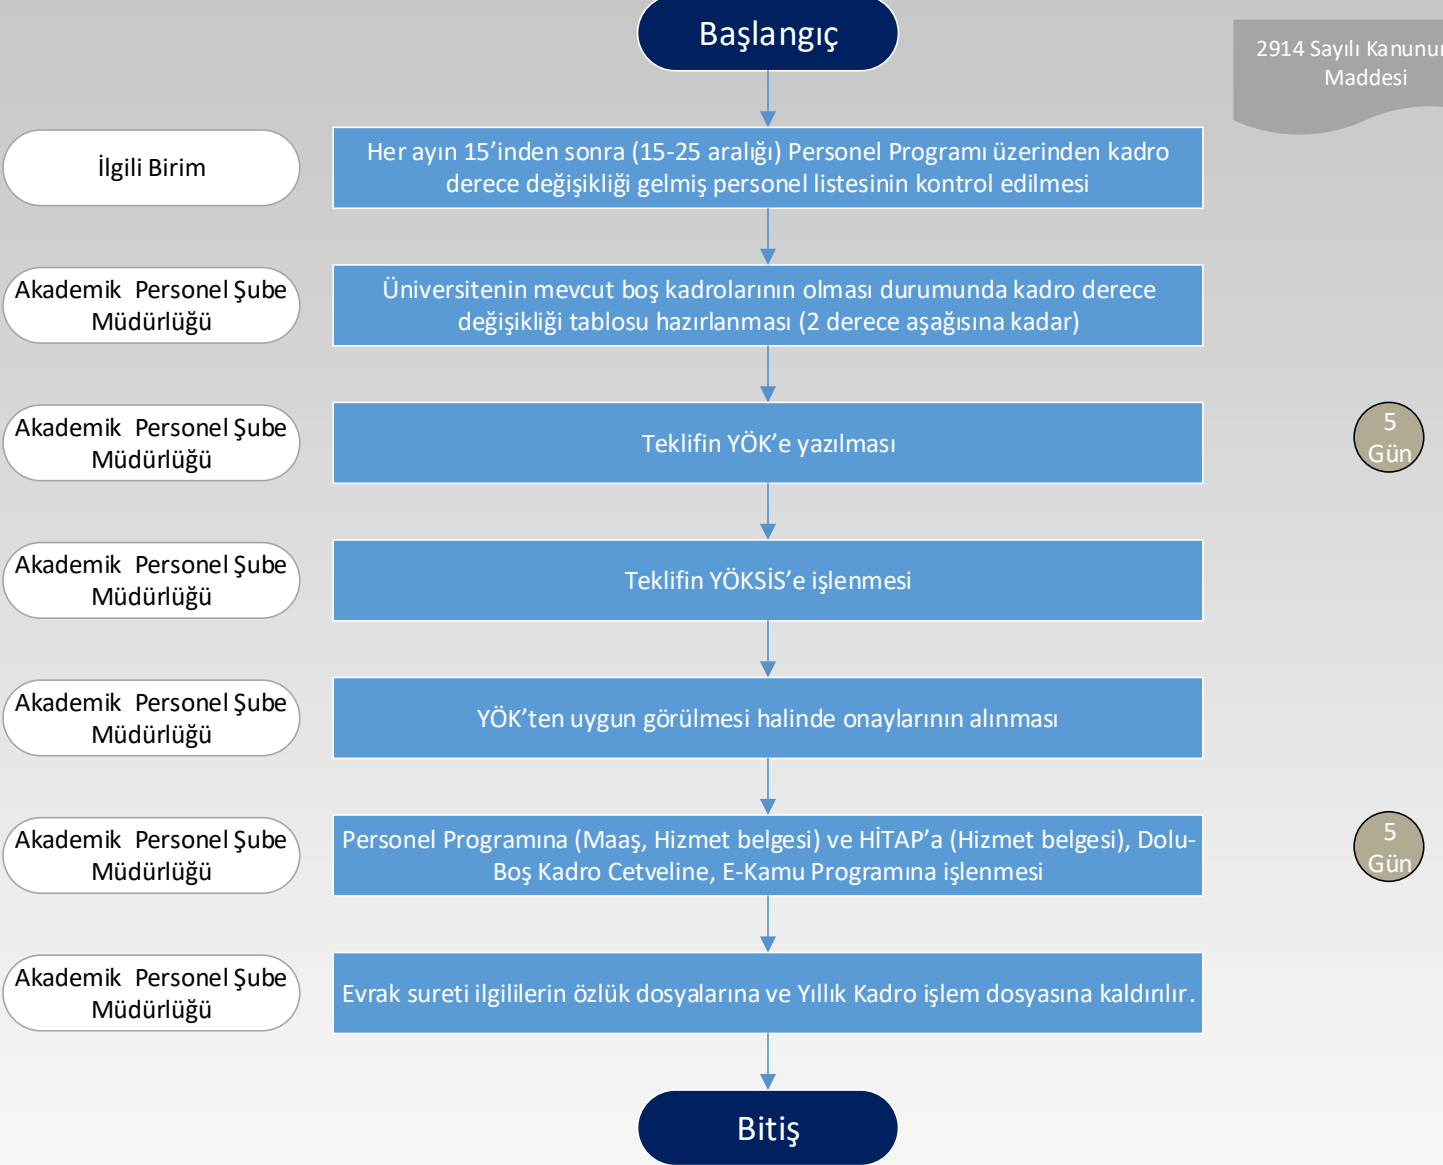 Başlangıç
2914 Sayılı
Maddesi
İlgili Birim
Her ayın 15’inden sonra (15-25 aralığı) Personel Programı üzerinden kadro
derece değişikliği gelmiş personel listesinin kontrol edilmesi
Akademik Personel Şube
Müdürlüğü
Üniversitenin mevcut boş kadrolarının olması durumunda kadro derece
değişikliği tablosu hazırlanması (2 derece aşağısına kadar)
Akademik Personel Şube
Müdürlüğü
Teklifin YÖK’e yazılması
5
Gün
Akademik Personel Şube
Müdürlüğü
Teklifin YÖKSİS’e işlenmesi
Akademik Personel Şube
Müdürlüğü
YÖK’ten uygun görülmesi halinde onaylarının alınması
Akademik Personel Şube
Müdürlüğü
Personel Programına (Maaş, Hizmet belgesi) ve HİTAP’a (Hizmet belgesi), Dolu-
Boş Kadro Cetveline, E-Kamu Programına işlenmesi
5
Gün
Akademik Personel Şube
Müdürlüğü
Evrak sureti ilgililerin özlük dosyalarına ve Yıllık Kadro işlem dosyasına kaldırılır.
Bitiş